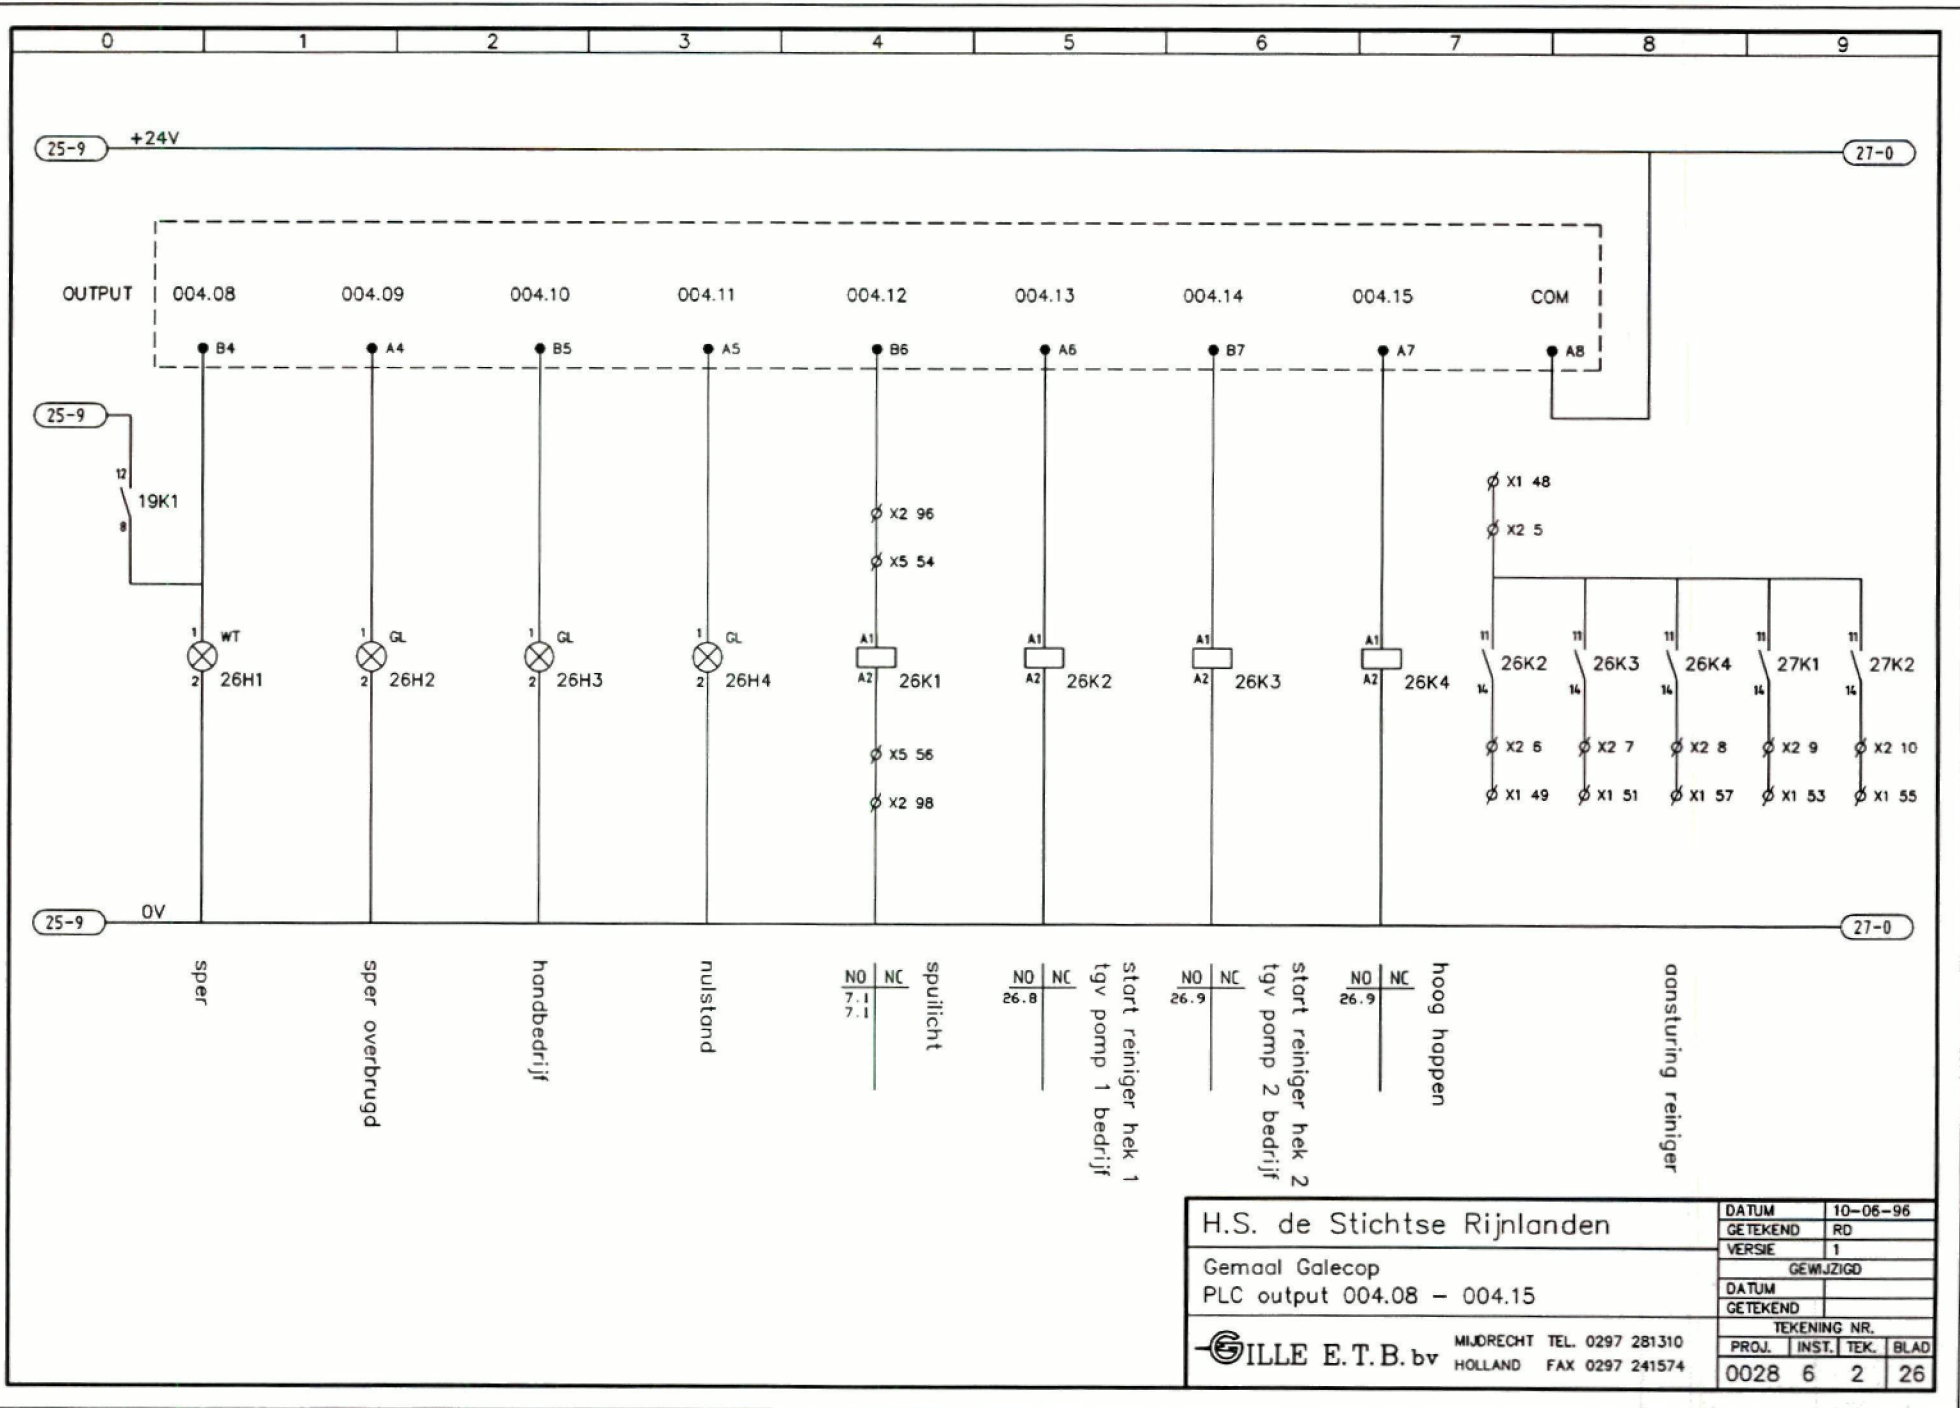 0 1 2 3 4 5 6 7 8 9
25-9 +24V 27-0
OUTPUT 004.08 004.09 004.10 004.11 004.12 004.13 004.14 004.15 COM
B4 A4 B5 A5 B6 A6 B7 A7 A8
25-9
12
19K1
8
X1 48
X2 5
X2 96
X5 54
1 WT
2 26H1
1 GL
2 26H2
1 GL
2 26H3
1 GL
2 26H4
A1
A2 26K1
A1
A2 26K2
A1
A2 26K3
A1
A2 26K4
11
26K2
14
11
26K3
14
11
26K4
14
11
27K1
14
11
27K2
14
X5 56
X2 98
X2 6 X2 7 X2 8 X2 9 X2 10
X1 49 X1 51 X1 57 X1 53 X1 55
25-9 0V 27-0
sper
sper overbrugd
handbedrijf
nulstand
NO NC
7.1
7.1
spuilicht
NO NC
26.8
start reiniger hek 1
tgv pomp 1 bedrijf
NO NC
26.9
start reiniger hek 2
tgv pomp 2 bedrijf
NO NC
26.9
hoog happen
aansturing reiniger
H.S. de Stichtse Rijnlanden
Gemaal Galecop
PLC output 004.08 - 004.15
GILLE E.T.B. bv
MIJDRECHT TEL. 0297 281310
HOLLAND FAX 0297 241574
DATUM 10-06-96
GETEKEND RD
VERSIE 1
GEWIJZIGD
DATUM
GETEKEND
TEKENING NR.
PROJ. INST. TEK. BLAD
0028 6 2 26